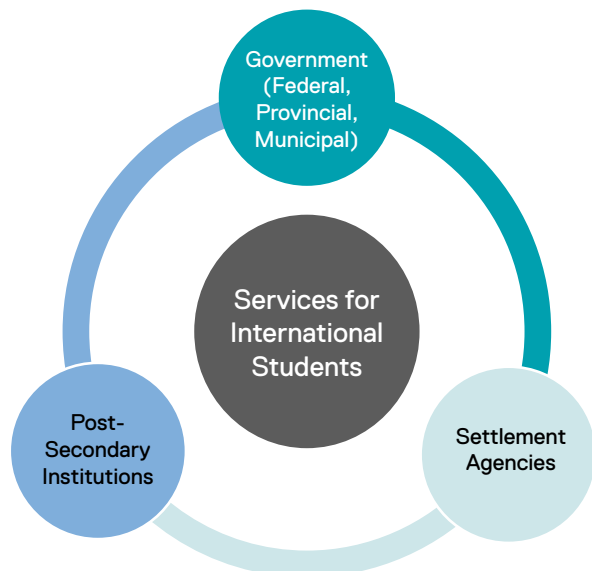 Government
(Federal,
Provincial,
Municipal)
Services for
International
Students
Post-
Secondary
Institutions
Settlement
Agencies